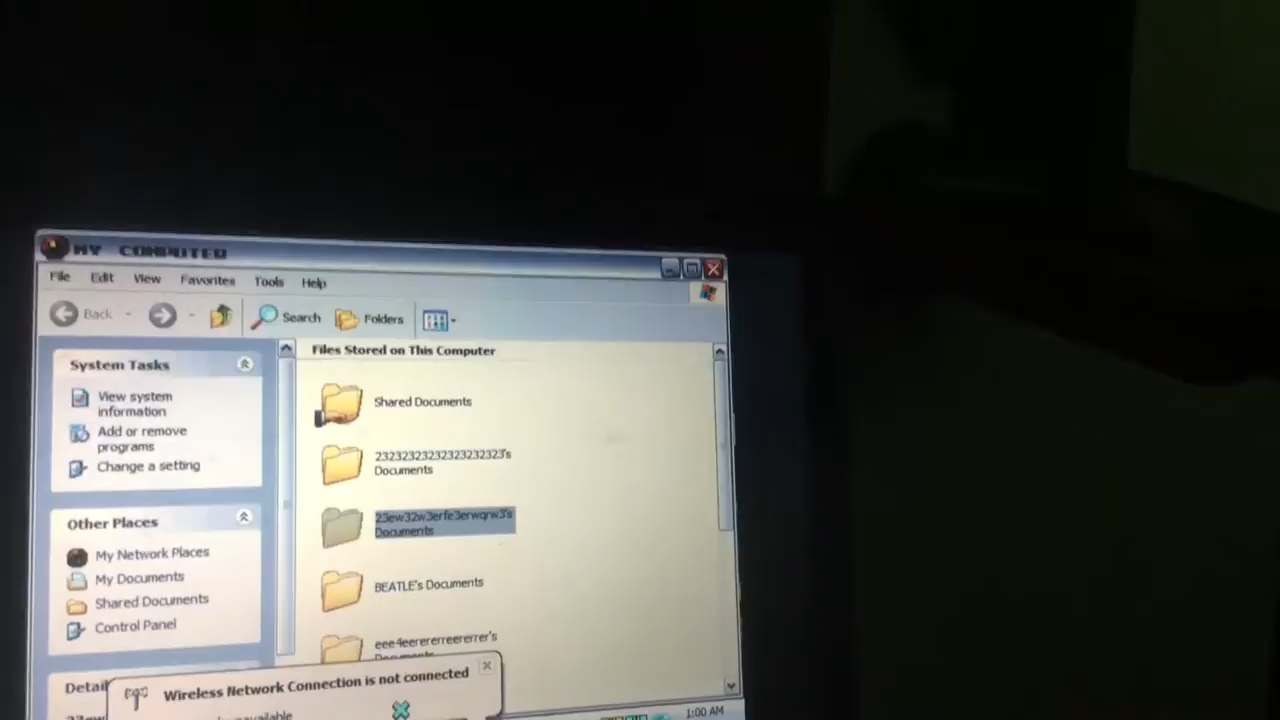 MY COMPUTER
File Edit View Favorites Tools Help
Back Search Folders
System Tasks
View system
information
Add or remove
programs
Change a setting
Other Places
My Network Places
My Documents
Shared Documents
Control Panel
Files Stored on This Computer
Shared Documents
23232323232323232323's
Documents
23ew32w3erfe3erwqrw3's
Documents
BEATLE's Documents
eee4eerererreererrer's
Documents
Wireless Network Connection is not connected
1:00 AM